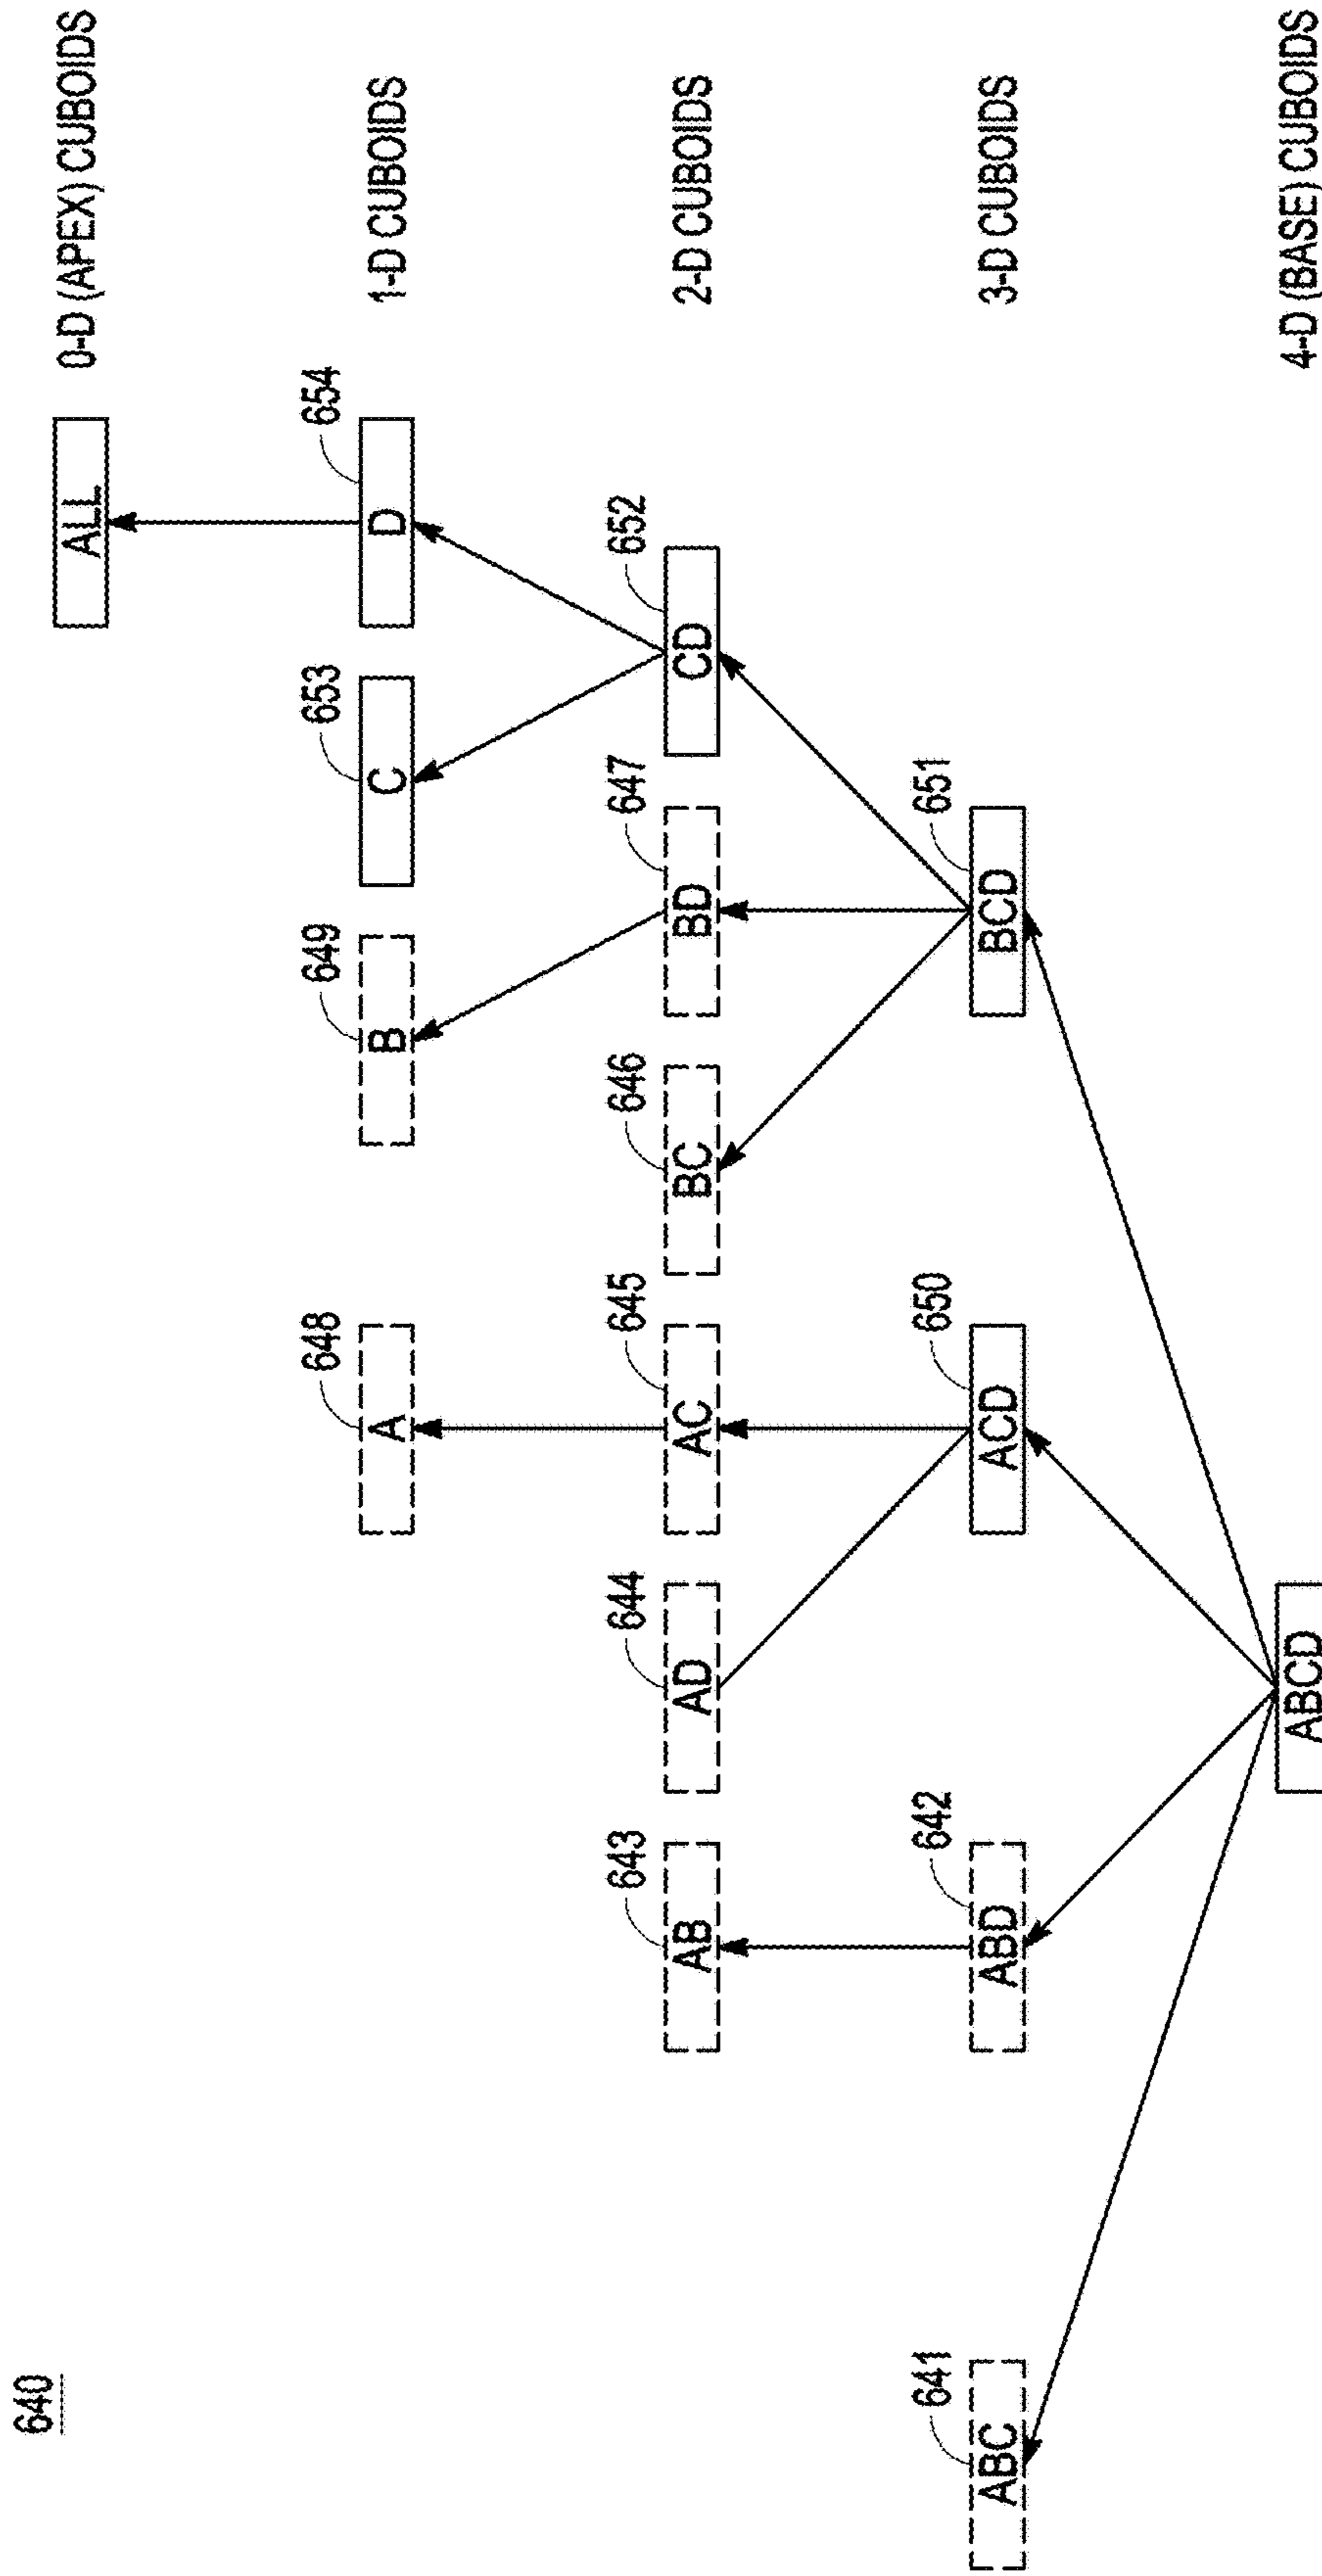 640
ALL
0-D (APEX) CUBOIDS
648
649
653
654
A
B
C
D
1-D CUBOIDS
643
644
645
646
647
652
AB
AD
AC
BC
BD
CD
2-D CUBOIDS
641
642
650
651
ABC
ABD
ACD
BCD
3-D CUBOIDS
ABCD
4-D (BASE) CUBOIDS